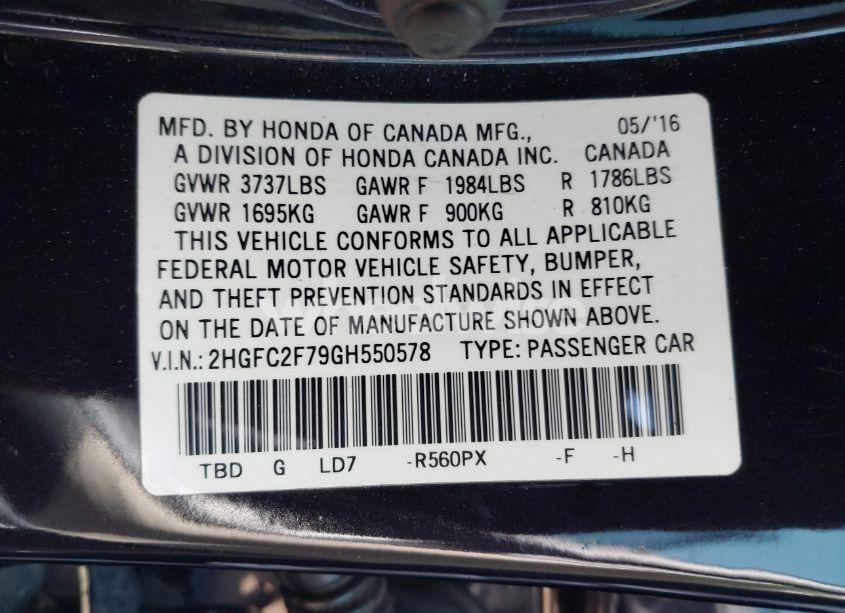 MFD. BY HONDA OF CANADA MFG., 05/'16
A DIVISION OF HONDA CANADA INC. CANADA
GVWR 3737LBS GAWR F 1984LBS R 1786LBS
GVWR 1695KG GAWR F 900KG R 810KG
THIS VEHICLE CONFORMS TO ALL APPLICABLE
FEDERAL MOTOR VEHICLE SAFETY, BUMPER,
AND THEFT PREVENTION STANDARDS IN EFFECT
ON THE DATE OF MANUFACTURE SHOWN ABOVE.
V.I.N.: 2HGFC2F79GH550578 TYPE: PASSENGER CAR
TBD G LD7 -R560PX -F -H